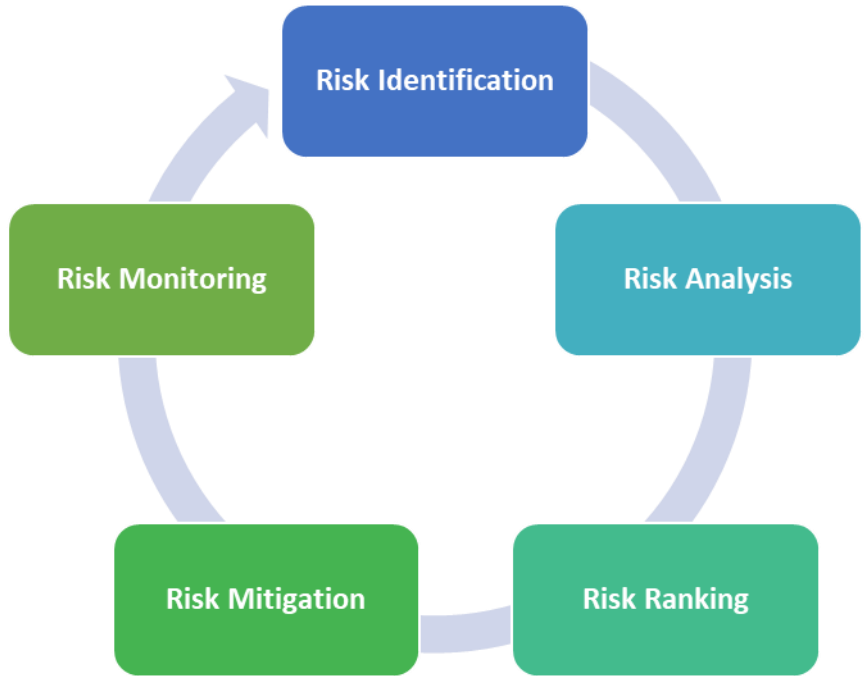 Risk Identification
Risk Analysis
Risk Ranking
Risk Mitigation
Risk Monitoring